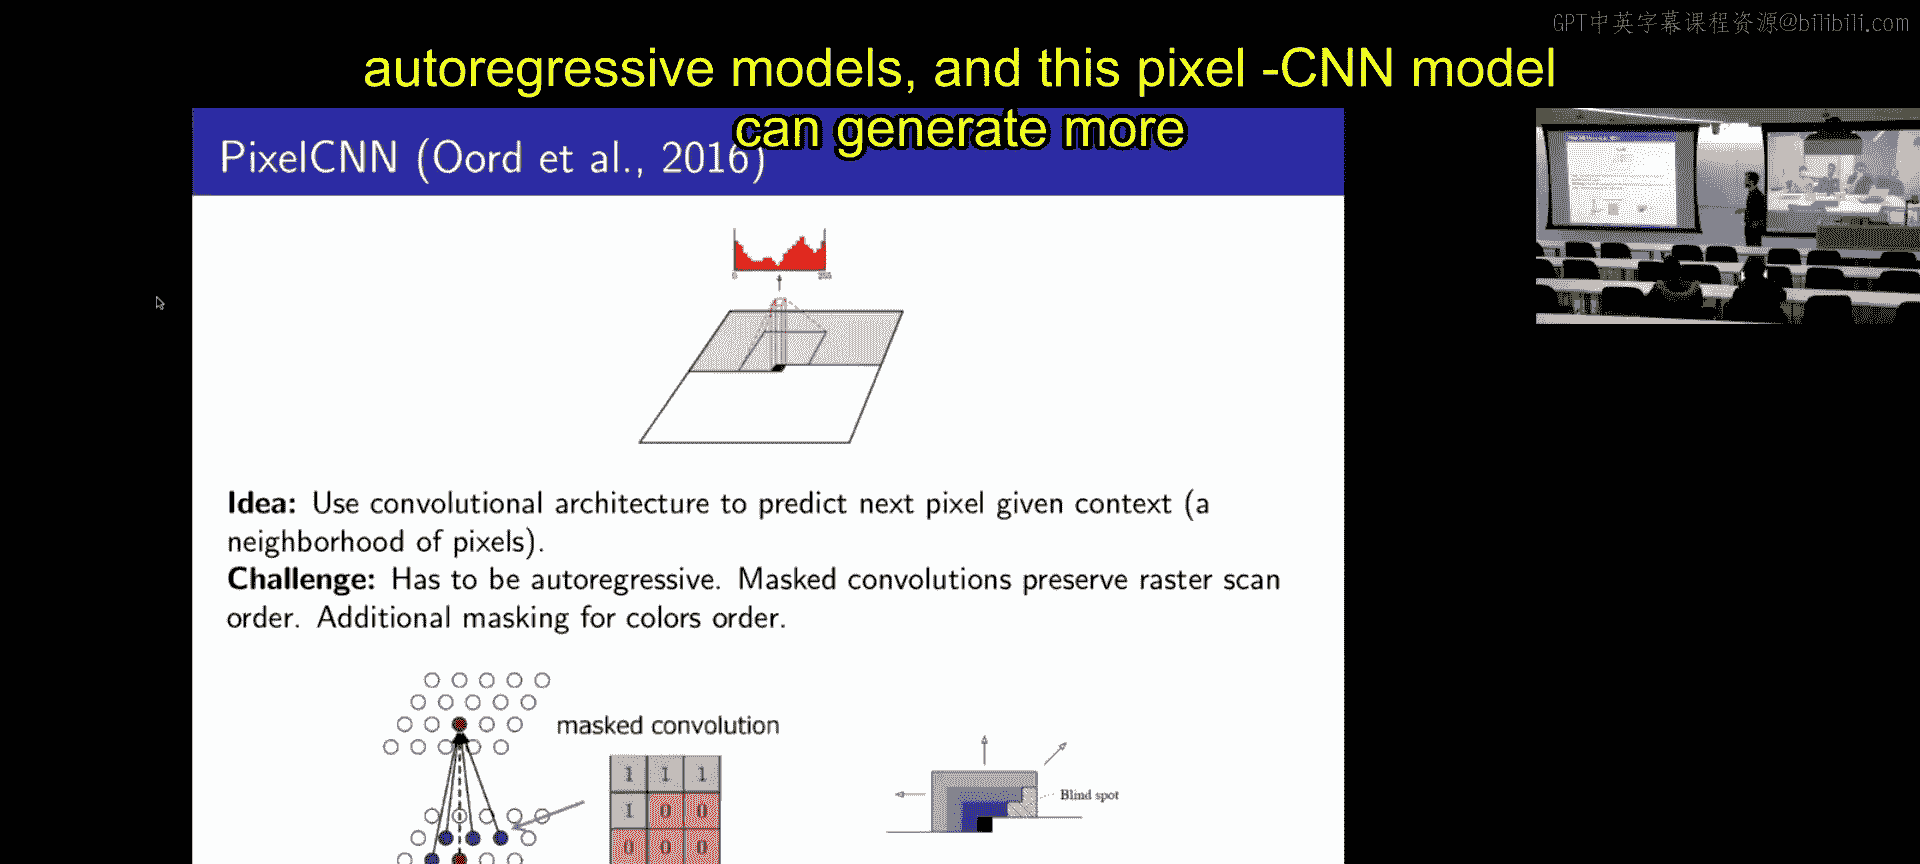 GPT中英字幕课程资源@bilibili.com
autoregressive models, and this pixel -CNN model
can generate more
PixelCNN (Oord et al., 2016)
0 255
Idea: Use convolutional architecture to predict next pixel given context (a
neighborhood of pixels).
Challenge: Has to be autoregressive. Masked convolutions preserve raster scan
order. Additional masking for colors order.
masked convolution
1 1 1
1 0 0
0 0 0
Blind spot